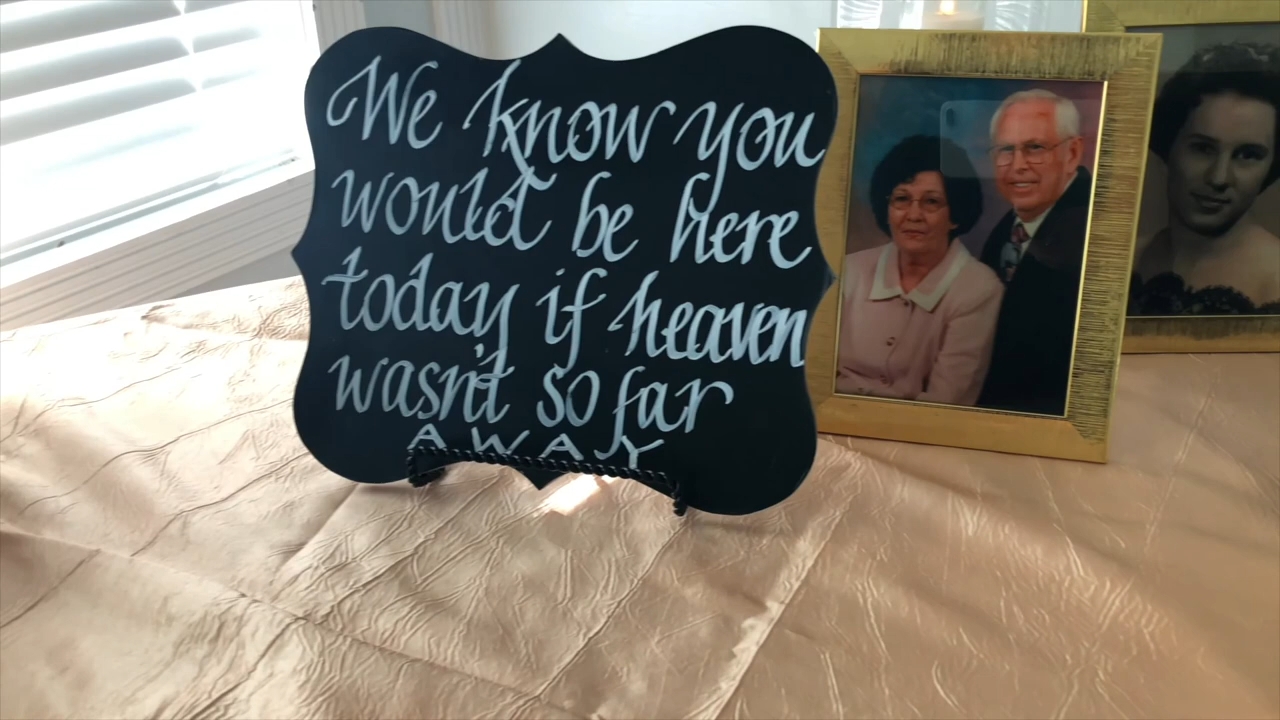 We know you
would be here
today if heaven
wasn't so far
AWAY